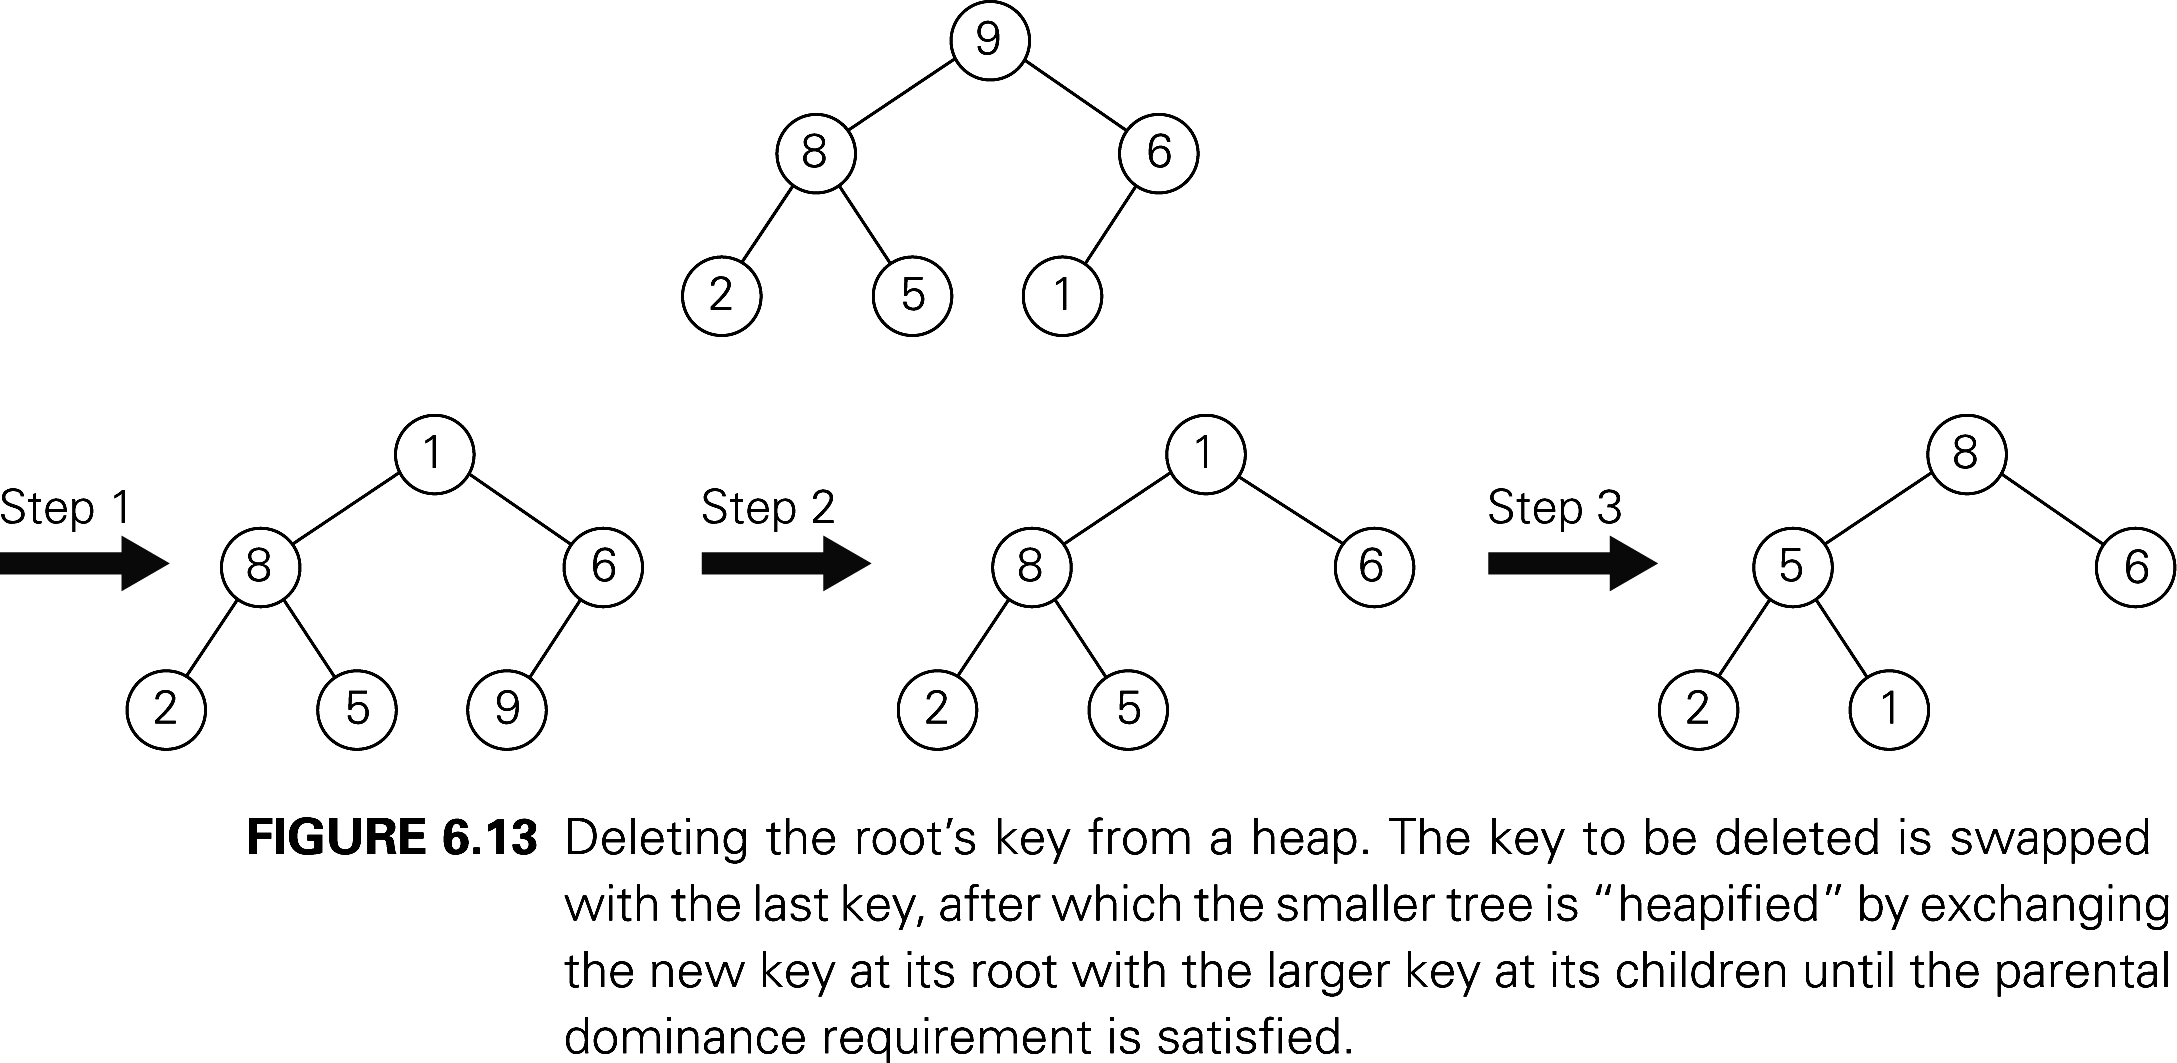 9
8 6
2 5 1
1 1 8
Step 1 Step 2 Step 3
8 6 8 6 5 6
2 5 9 2 5 2 1
FIGURE 6.13 Deleting the root’s key from a heap. The key to be deleted is swapped
with the last key, after which the smaller tree is “heapified” by exchanging
the new key at its root with the larger key at its children until the parental
dominance requirement is satisfied.